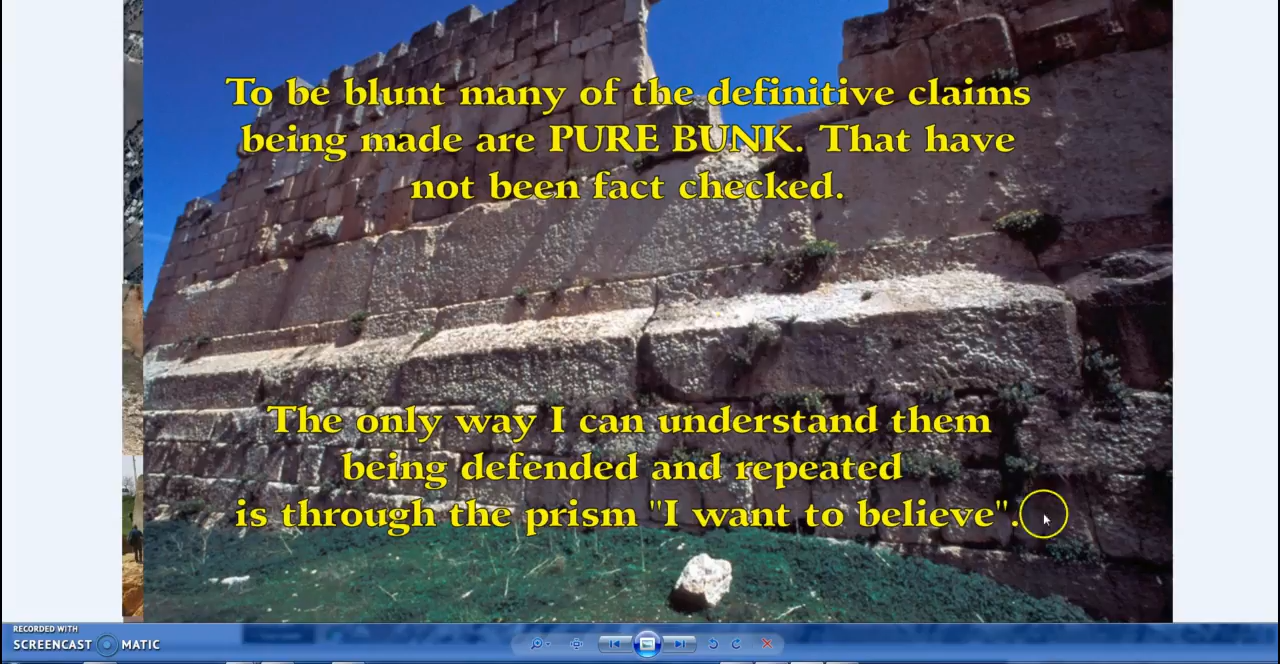 To be blunt many of the definitive claims
being made are PURE BUNK. That have
not been fact checked.
The only way I can understand them
being defended and repeated
is through the prism "I want to believe".
RECORDED WITH
SCREENCAST MATIC